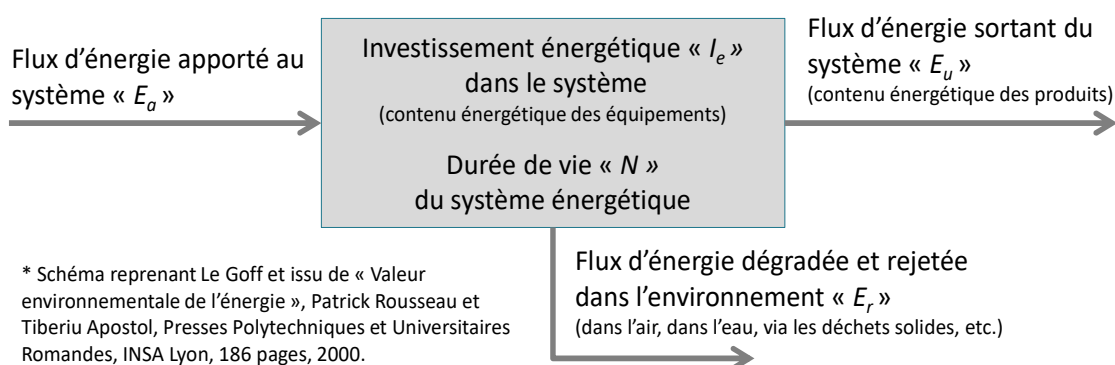 Flux d’énergie apporté au
système « Ea »
Investissement énergétique « Ie »
dans le système
(contenu énergétique des équipements)
Durée de vie « N »
du système énergétique
Flux d’énergie sortant du
système « Eu »
(contenu énergétique des produits)
Flux d’énergie dégradée et rejetée
dans l’environnement « Er »
(dans l’air, dans l’eau, via les déchets solides, etc.)
* Schéma reprenant Le Goff et issu de « Valeur
environnementale de l’énergie », Patrick Rousseau et
Tiberiu Apostol, Presses Polytechniques et Universitaires
Romandes, INSA Lyon, 186 pages, 2000.